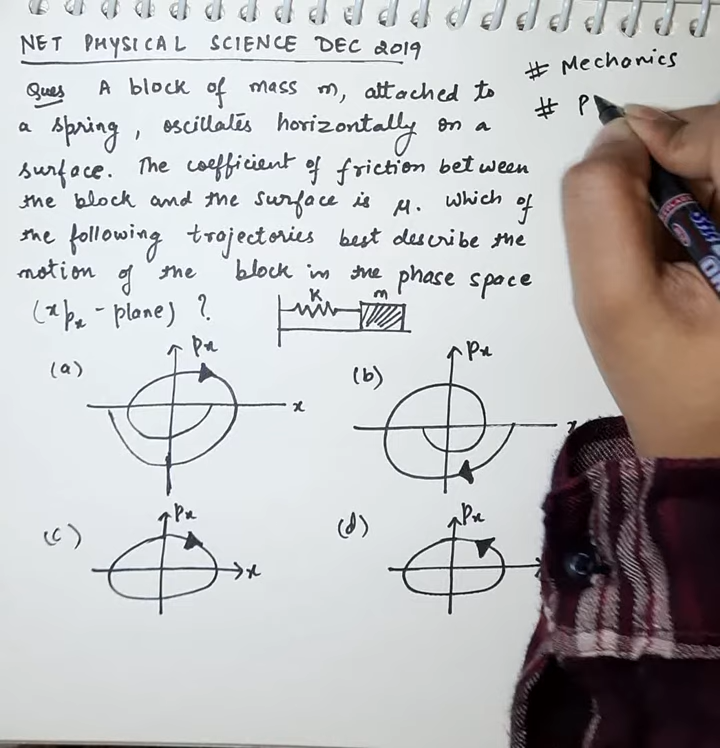 NET PHYSICAL SCIENCE DEC 2019
# Mechanics
# P
Ques A block of mass m, attached to
a spring, oscillates horizontally on a
surface. The coefficient of friction between
the block and the surface is μ. Which of
the following trajectories best describe the
motion of the block in the phase space
(xpx - plane) ?
K m
(a) px x
(b) px
(c) px x
(d) px